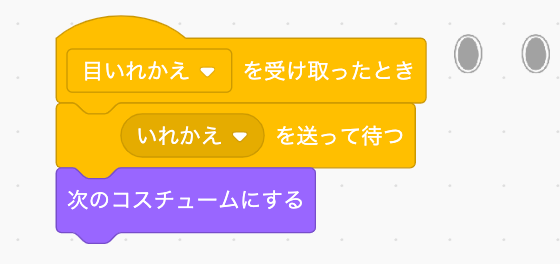 目いれかえ を受け取ったとき
いれかえ を送って待つ
次のコスチュームにする